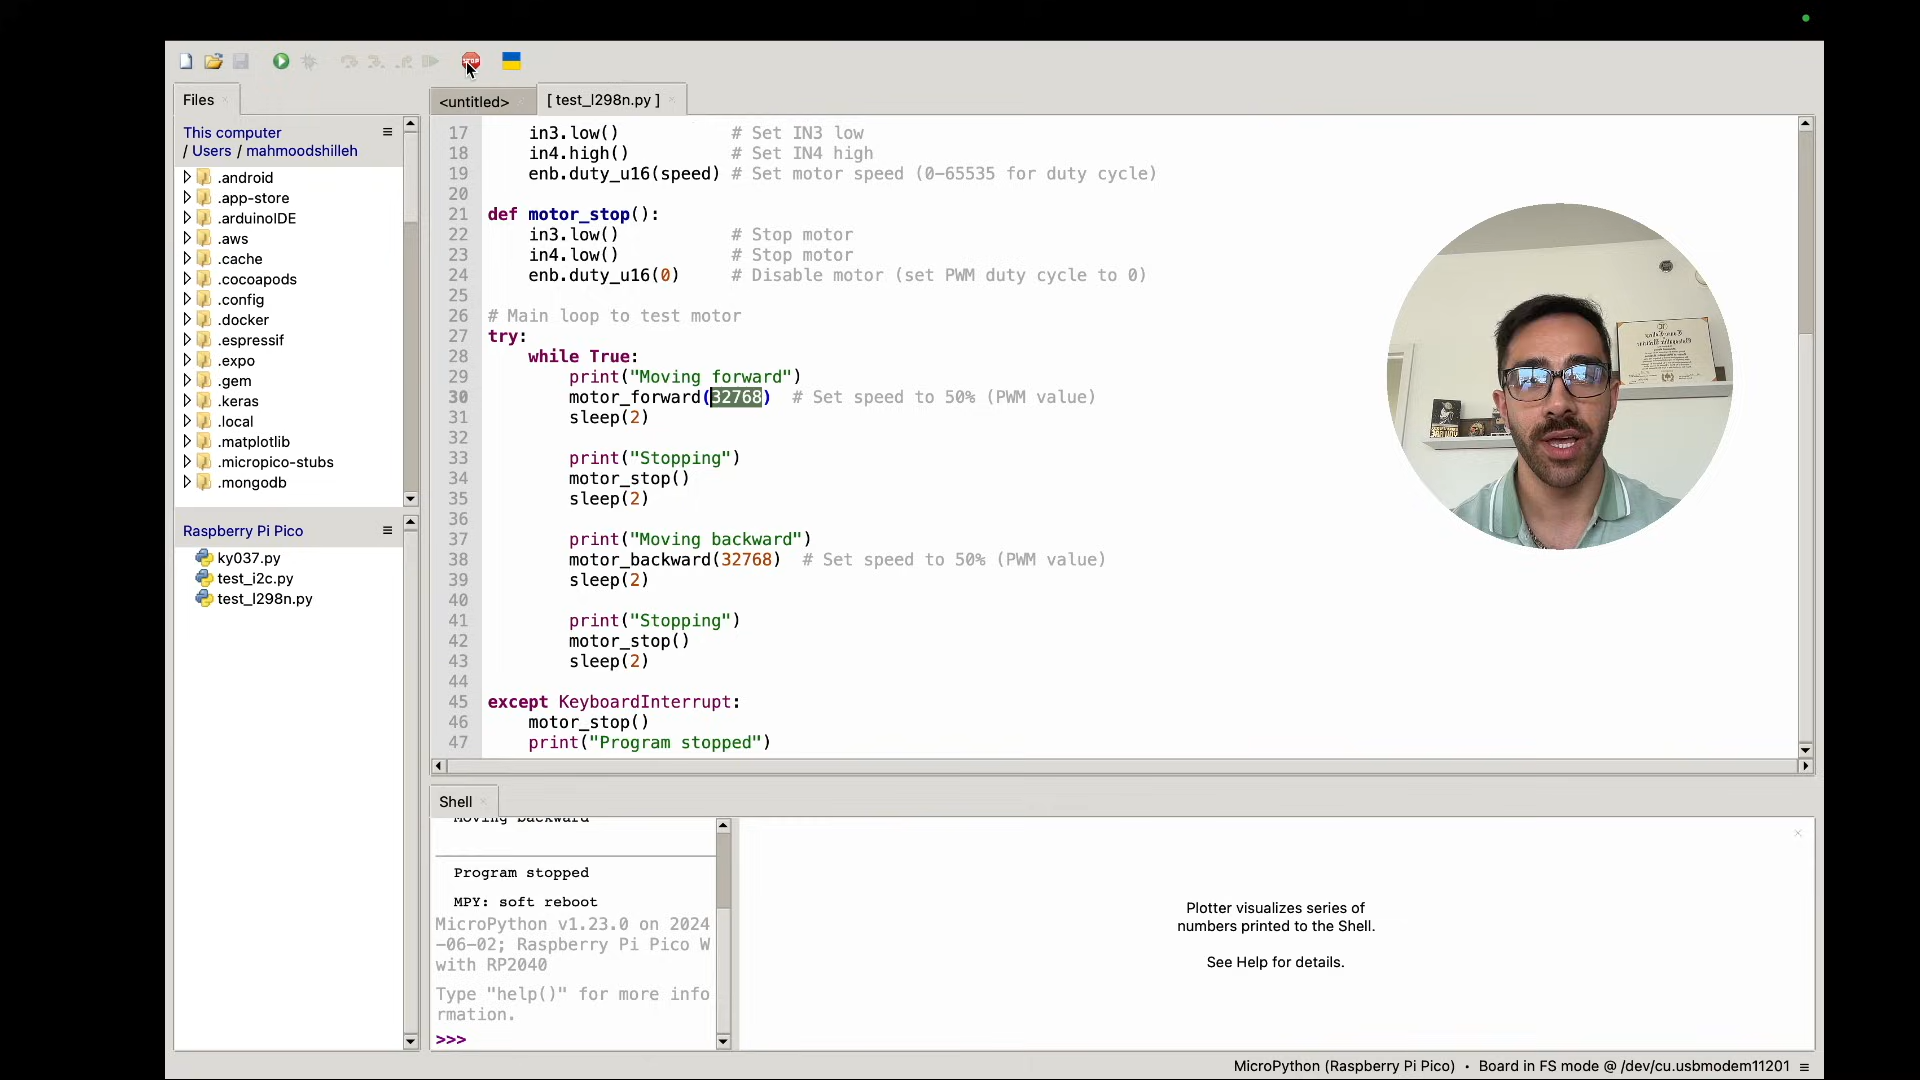 STOP
Files
<untitled>
[ test_l298n.py ]
This computer
/ Users / mahmoodshilleh
.android
.app-store
.arduinoIDE
.aws
.cache
.cocoapods
.config
.docker
.espressif
.expo
.gem
.keras
.local
.matplotlib
.micropico-stubs
.mongodb
Raspberry Pi Pico
ky037.py
test_i2c.py
test_l298n.py
17 in3.low() # Set IN3 low
18 in4.high() # Set IN4 high
19 enb.duty_u16(speed) # Set motor speed (0-65535 for duty cycle)
20
21 def motor_stop():
22 in3.low() # Stop motor
23 in4.low() # Stop motor
24 enb.duty_u16(0) # Disable motor (set PWM duty cycle to 0)
25
26 # Main loop to test motor
27 try:
28 while True:
29 print("Moving forward")
30 motor_forward(32768) # Set speed to 50% (PWM value)
31 sleep(2)
32
33 print("Stopping")
34 motor_stop()
35 sleep(2)
36
37 print("Moving backward")
38 motor_backward(32768) # Set speed to 50% (PWM value)
39 sleep(2)
40
41 print("Stopping")
42 motor_stop()
43 sleep(2)
44
45 except KeyboardInterrupt:
46 motor_stop()
47 print("Program stopped")
Shell
Moving backward
Program stopped
MPY: soft reboot
MicroPython v1.23.0 on 2024
-06-02; Raspberry Pi Pico W
with RP2040
Type "help()" for more info
rmation.
>>>
Plotter visualizes series of
numbers printed to the Shell.
See Help for details.
MicroPython (Raspberry Pi Pico) • Board in FS mode @ /dev/cu.usbmodem11201